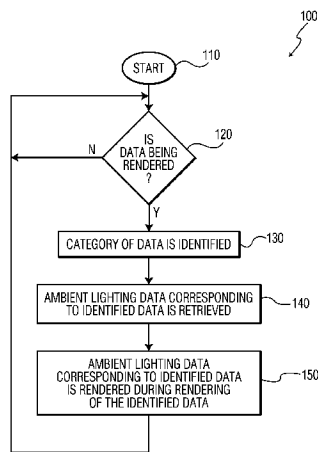 100
START
110
IS
DATA BEING
RENDERED
?
120
N
Y
CATEGORY OF DATA IS IDENTIFIED
130
AMBIENT LIGHTING DATA CORRESPONDING
TO IDENTIFIED DATA IS RETRIEVED
140
AMBIENT LIGHTING DATA
CORRESPONDING TO IDENTIFIED DATA
IS RENDERED DURING RENDERING
OF THE IDENTIFIED DATA
150